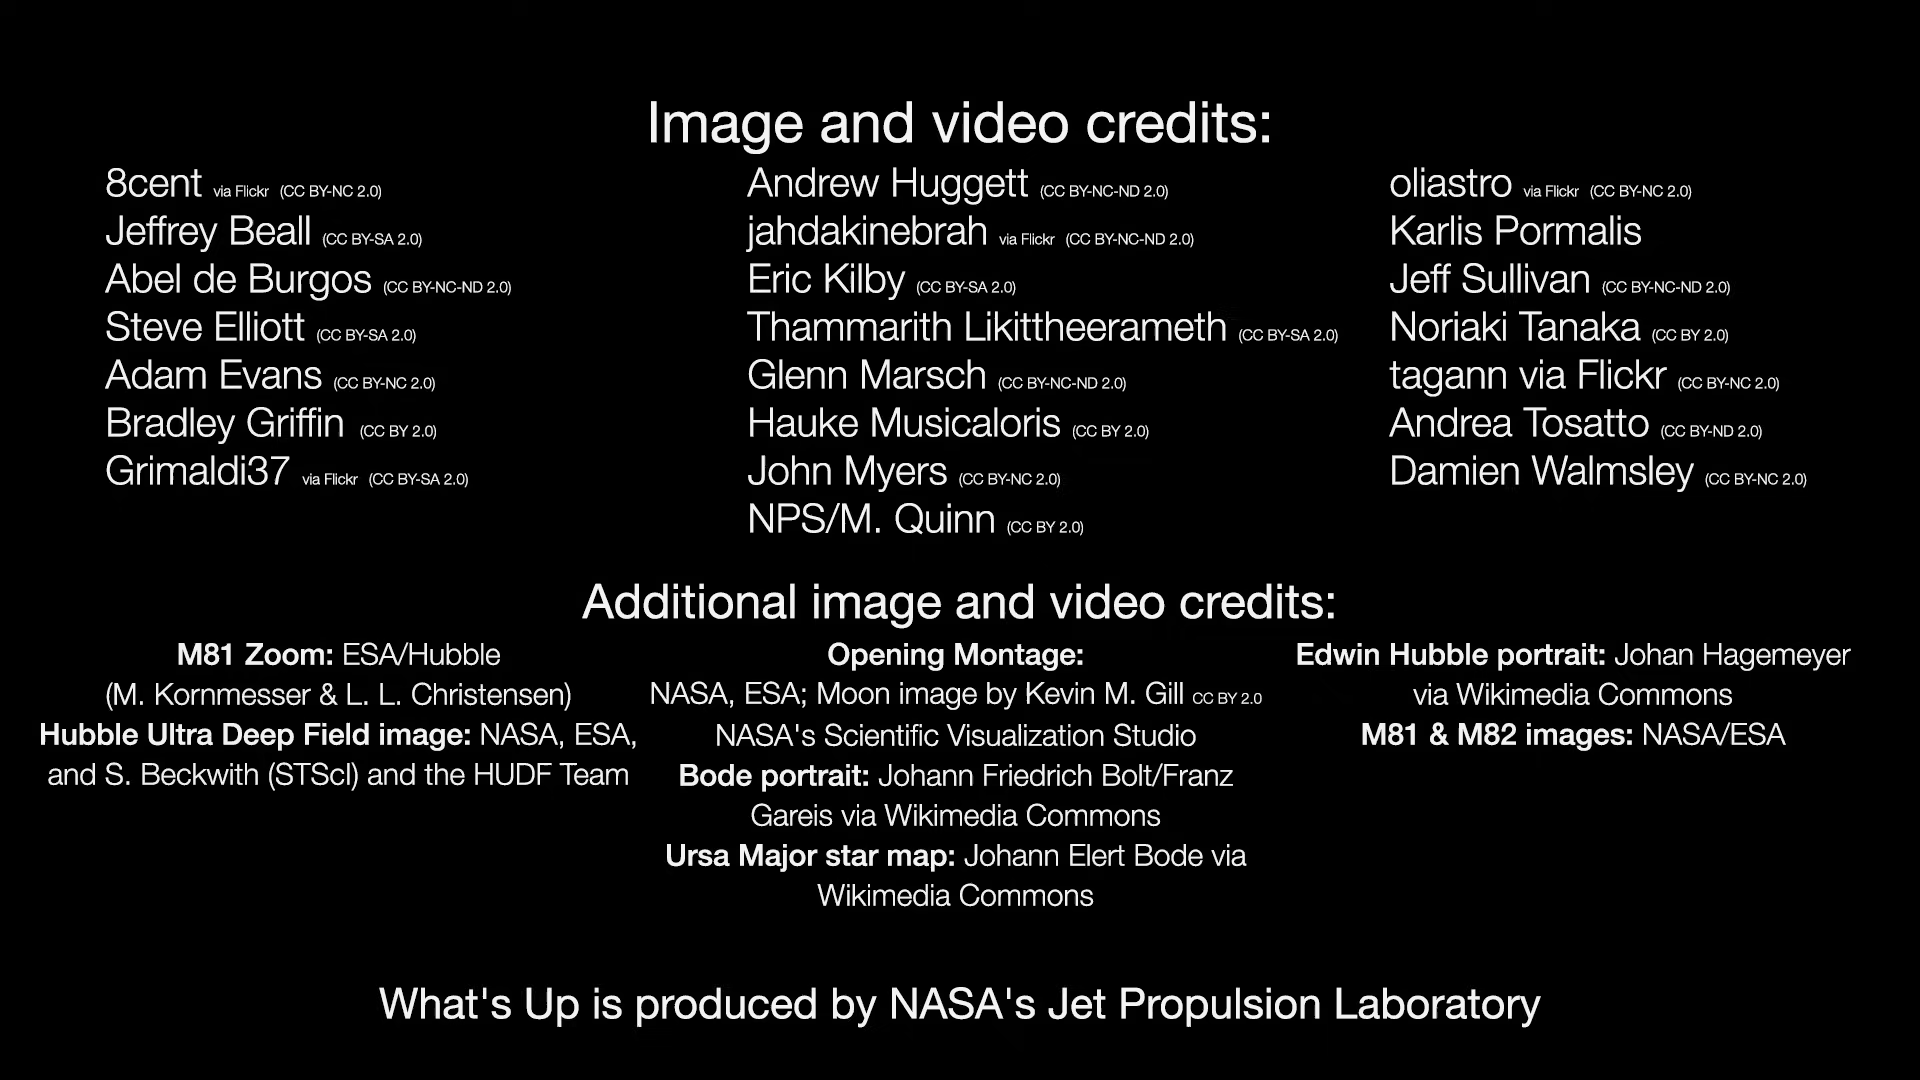 Image and video credits:
8cent via Flickr (CC BY-NC 2.0)
Jeffrey Beall (CC BY-SA 2.0)
Abel de Burgos (CC BY-NC-ND 2.0)
Steve Elliott (CC BY-SA 2.0)
Adam Evans (CC BY-NC 2.0)
Bradley Griffin (CC BY 2.0)
Grimaldi37 via Flickr (CC BY-SA 2.0)
Andrew Huggett (CC BY-NC-ND 2.0)
jahdakinebrah via Flickr (CC BY-NC-ND 2.0)
Eric Kilby (CC BY-SA 2.0)
Thammarith Likittheerameth (CC BY-SA 2.0)
Glenn Marsch (CC BY-NC-ND 2.0)
Hauke Musicaloris (CC BY 2.0)
John Myers (CC BY-NC 2.0)
NPS/M. Quinn (CC BY 2.0)
oliastro via Flickr (CC BY-NC 2.0)
Karlis Pormalis
Jeff Sullivan (CC BY-NC-ND 2.0)
Noriaki Tanaka (CC BY 2.0)
tagann via Flickr (CC BY-NC 2.0)
Andrea Tosatto (CC BY-ND 2.0)
Damien Walmsley (CC BY-NC 2.0)
Additional image and video credits:
M81 Zoom: ESA/Hubble
(M. Kornmesser & L. L. Christensen)
Hubble Ultra Deep Field image: NASA, ESA,
and S. Beckwith (STScI) and the HUDF Team
Opening Montage:
NASA, ESA; Moon image by Kevin M. Gill CC BY 2.0
NASA's Scientific Visualization Studio
Bode portrait: Johann Friedrich Bolt/Franz
Gareis via Wikimedia Commons
Ursa Major star map: Johann Elert Bode via
Wikimedia Commons
Edwin Hubble portrait: Johan Hagemeyer
via Wikimedia Commons
M81 & M82 images: NASA/ESA
What's Up is produced by NASA's Jet Propulsion Laboratory